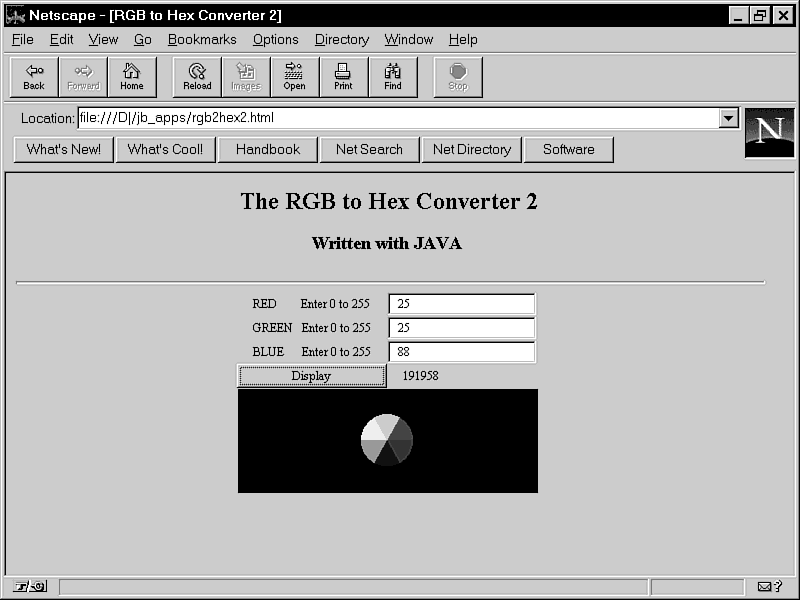 Netscape - [RGB to Hex Converter 2]
File Edit View Go Bookmarks Options Directory Window Help
Back Forward Home Reload Images Open Print Find Stop
Location: file:///D|/jb_apps/rgb2hex2.html
N
What's New! What's Cool! Handbook Net Search Net Directory Software
The RGB to Hex Converter 2
Written with JAVA
RED Enter 0 to 255 25
GREEN Enter 0 to 255 25
BLUE Enter 0 to 255 88
Display 191958
?